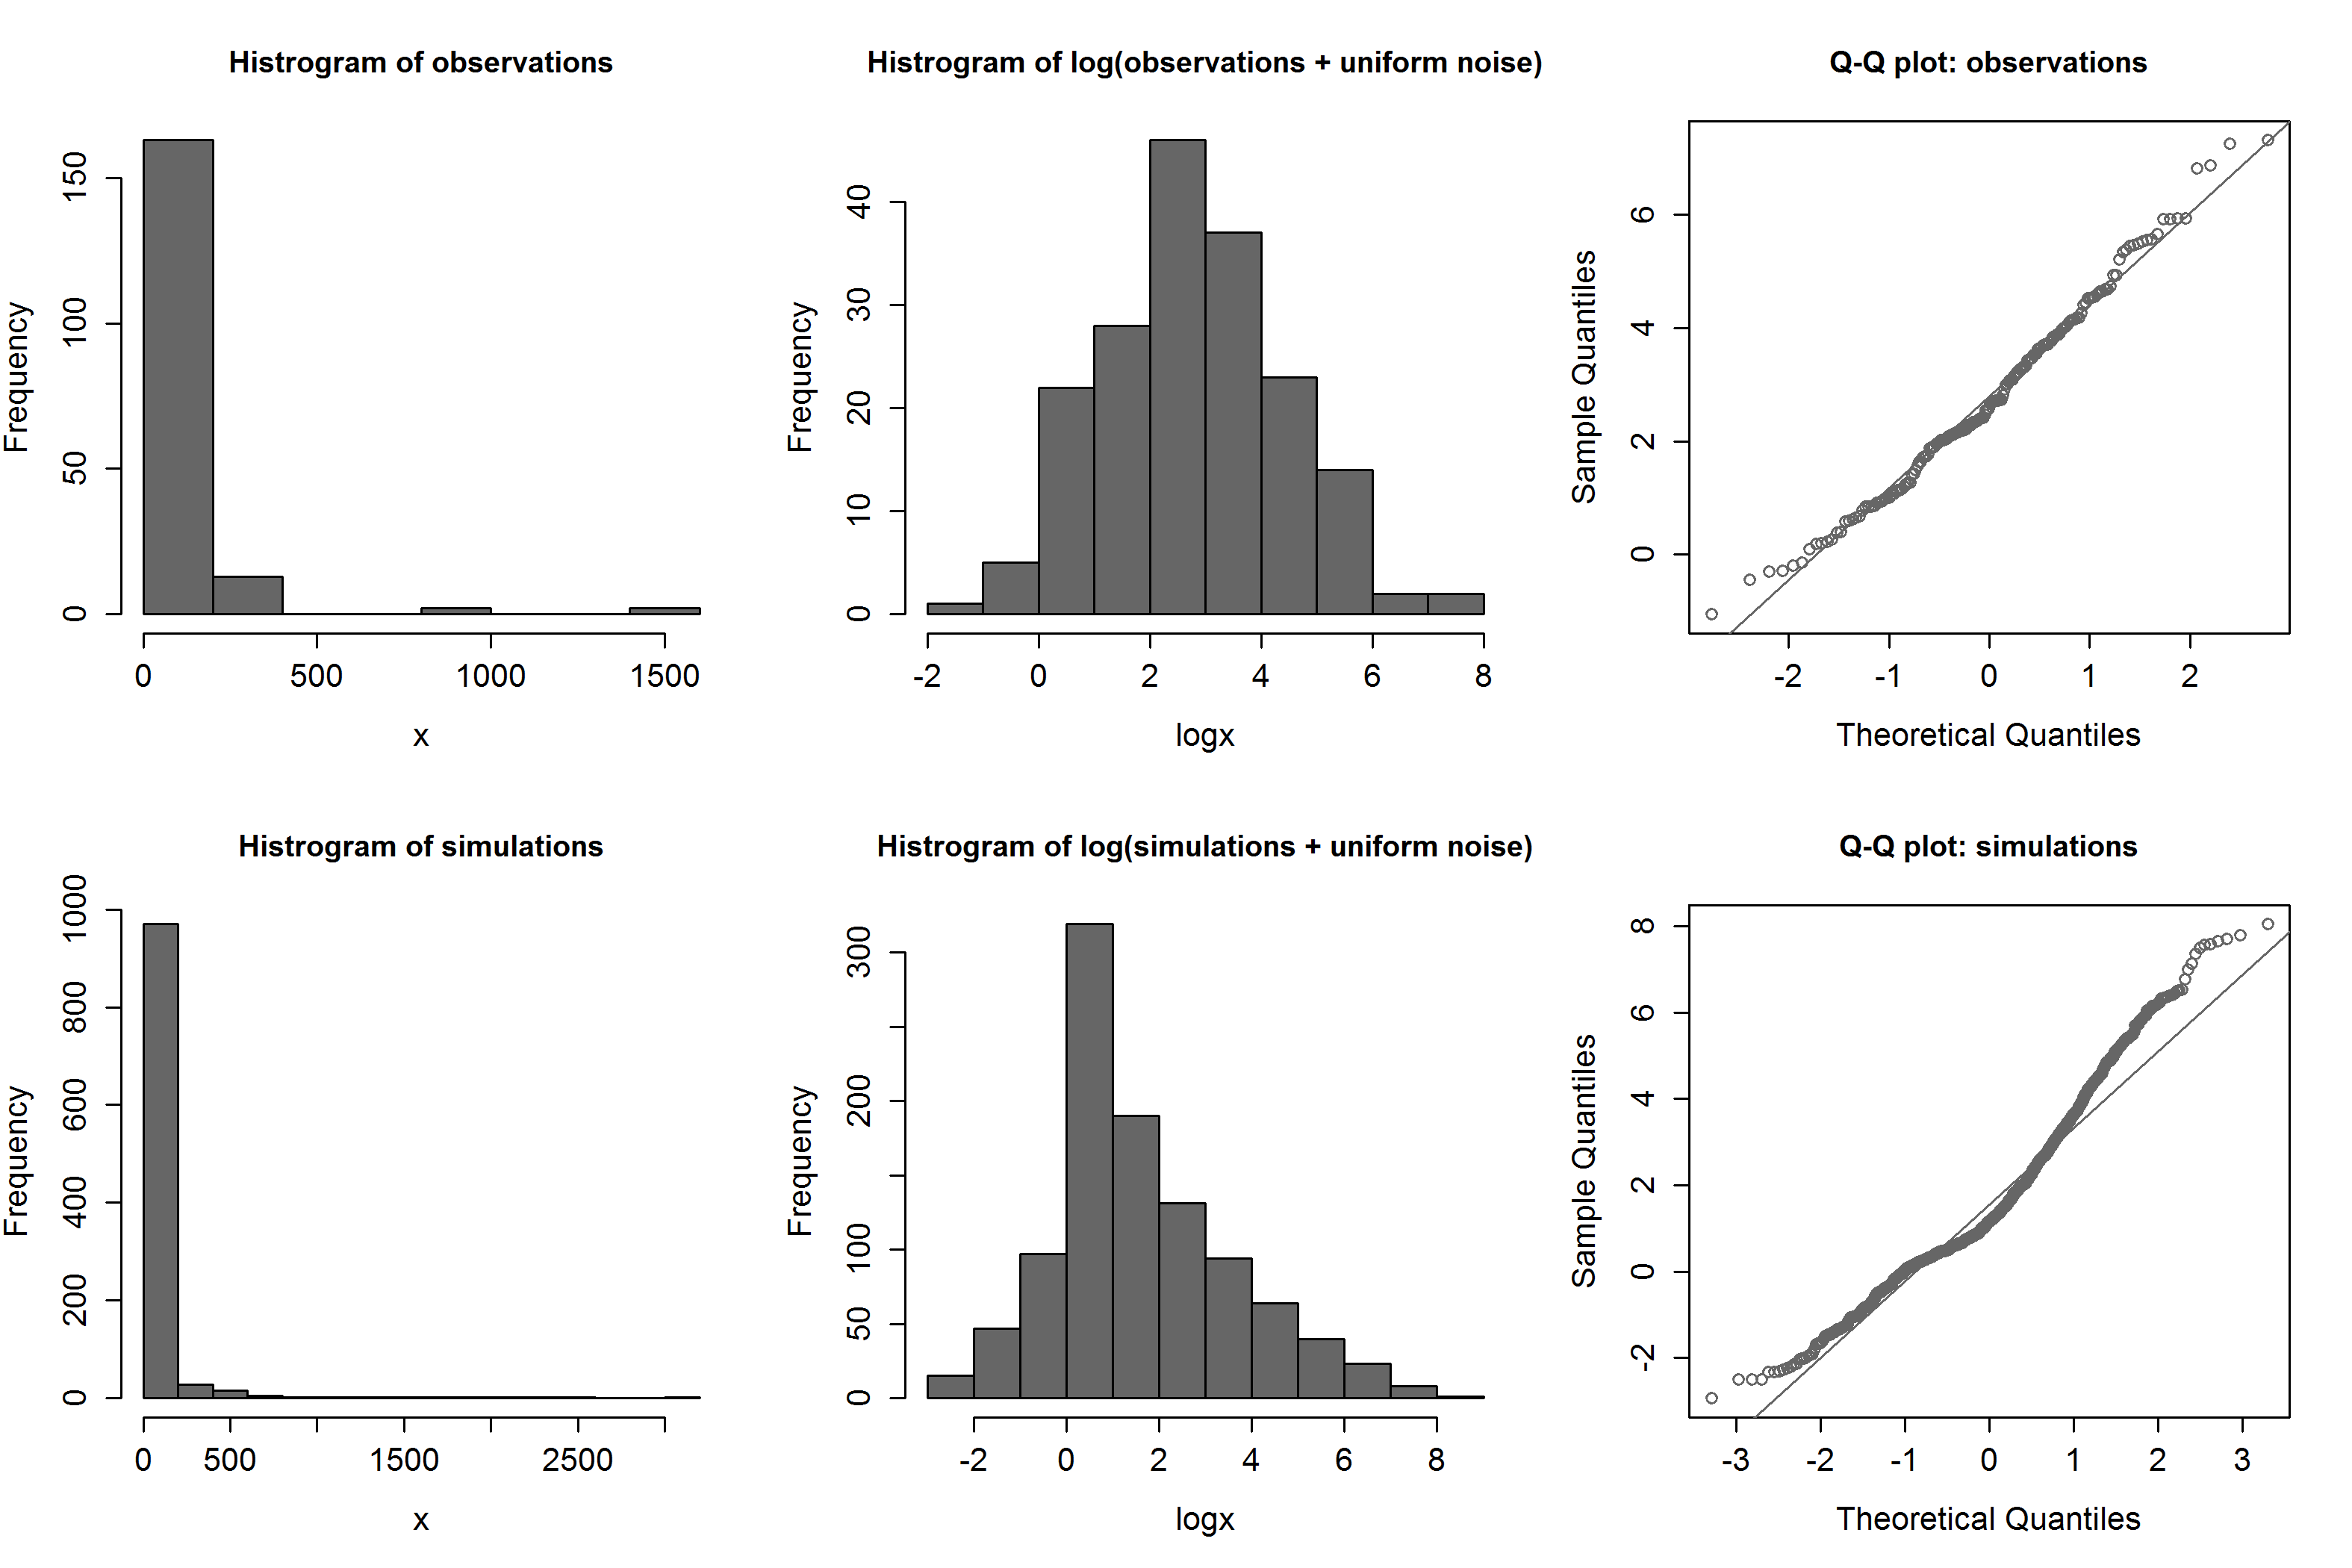 Histrogram of observations
Frequency
0 50 100 150
0 500 1000 1500
x
Histrogram of log(observations + uniform noise)
Frequency
0 10 20 30 40
-2 0 2 4 6 8
logx
Q-Q plot: observations
Sample Quantiles
0 2 4 6
-2 -1 0 1 2
Theoretical Quantiles
Histrogram of simulations
Frequency
0 200 400 600 800 1000
0 500 1500 2500
x
Histrogram of log(simulations + uniform noise)
Frequency
0 50 100 200 300
-2 0 2 4 6 8
logx
Q-Q plot: simulations
Sample Quantiles
-2 0 2 4 6 8
-3 -2 -1 0 1 2 3
Theoretical Quantiles